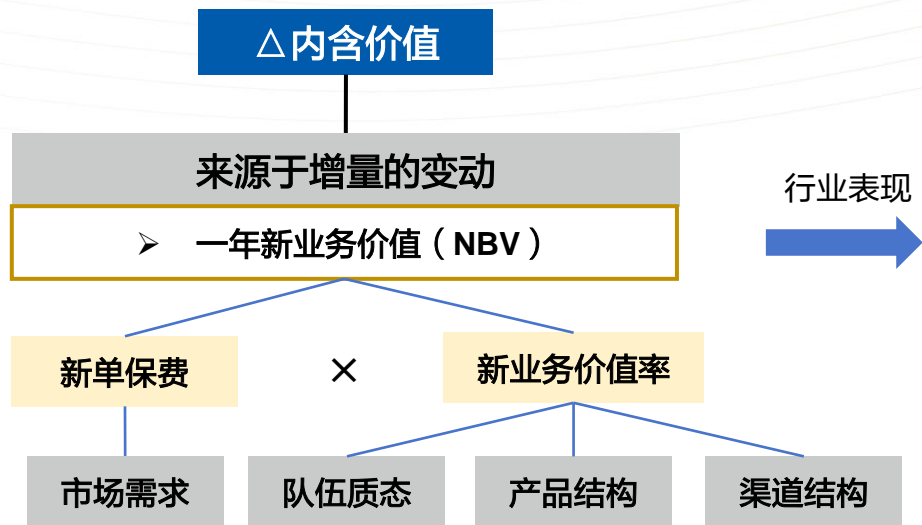 △内含价值
来源于增量的变动
行业表现
➢ 一年新业务价值（NBV）
新单保费
×
新业务价值率
市场需求
队伍质态
产品结构
渠道结构